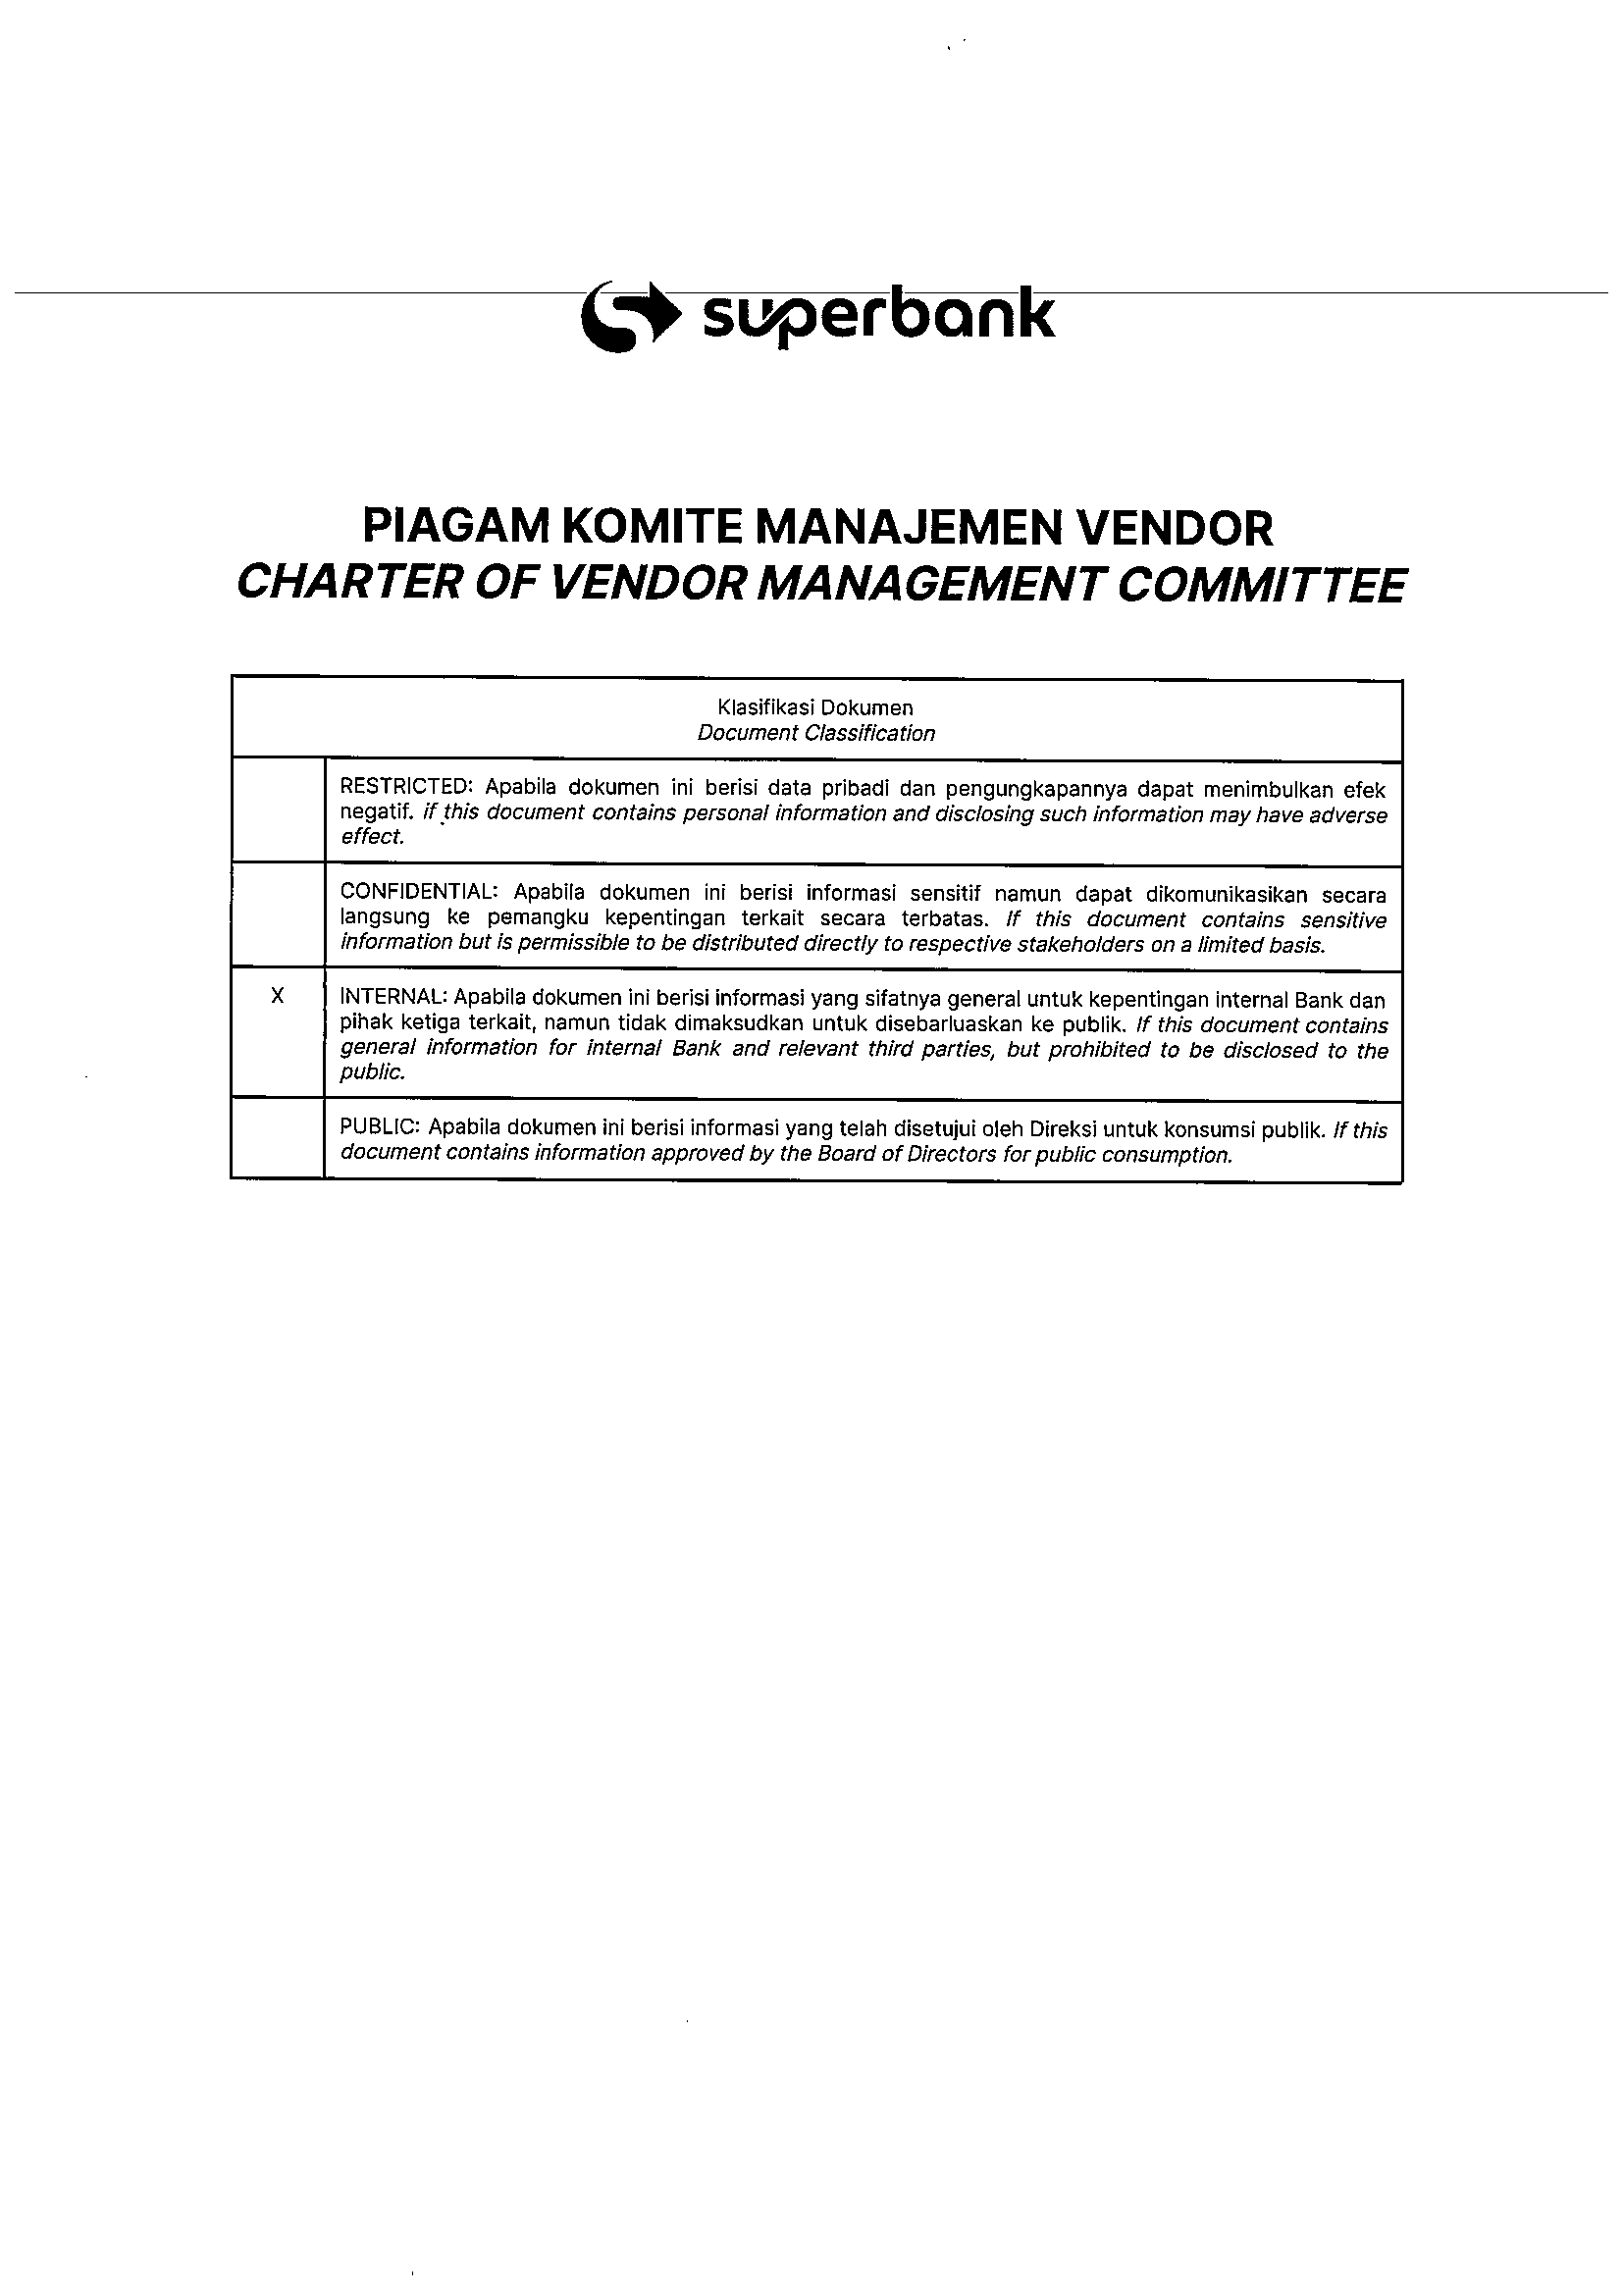 superbank
PIAGAM KOMITE MANAJEMEN VENDOR
CHARTER OF VENDOR MANAGEMENT COMMITTEE
Klasifikasi Dokumen
Document Classification
RESTRICTED: Apabila dokumen ini berisi data pribadi dan pengungkapannya dapat menimbulkan efek
negatif. if this document contains personal information and disclosing such information may have adverse
effect.
CONFIDENTIAL: Apabila dokumen ini berisi informasi sensitif namun dapat dikomunikasikan secara
langsung ke pemangku kepentingan terkait secara terbatas. If this document contains sensitive
information but is permissible to be distributed directly to respective stakeholders on a limited basis.
X INTERNAL: Apabila dokumen ini berisi informasi yang sifatnya general untuk kepentingan internal Bank dan
pihak ketiga terkait, namun tidak dimaksudkan untuk disebarluaskan ke publik. If this document contains
general information for internal Bank and relevant third parties, but prohibited to be disclosed to the
public.
PUBLIC: Apabila dokumen ini berisi informasi yang telah disetujui oleh Direksi untuk konsumsi publik. If this
document contains information approved by the Board of Directors for public consumption.